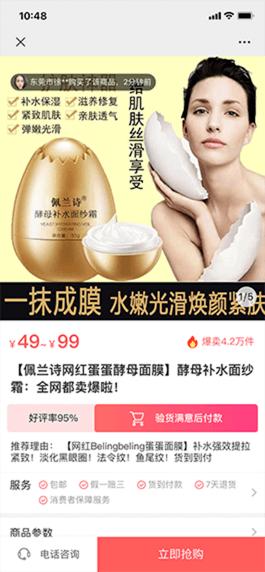 10:48
护肤神器
东莞市徐**购买了该商品，2分钟前
给肌肤丝滑享受
补水保湿 滋养修复
紧致肌肤 亲肤透气
弹嫩光滑
佩兰诗
酵母补水面纱霜
一抹成膜 水嫩光滑焕颜紧肤
1/5
¥49~¥99
爆卖4.2万件
【佩兰诗网红蛋蛋酵母面膜】酵母补水面纱
霜：全网都卖爆啦！
好评率95%
验货满意后付款
推荐理由： 【网红Belingbeling蛋蛋面膜】补水强效提拉
紧致！淡化黑眼圈！法令纹！鱼尾纹！货到到付
服务 包邮 假一赔三 货到付款 7天退货
消费者保障服务
商品参数
电话咨询
立即抢购